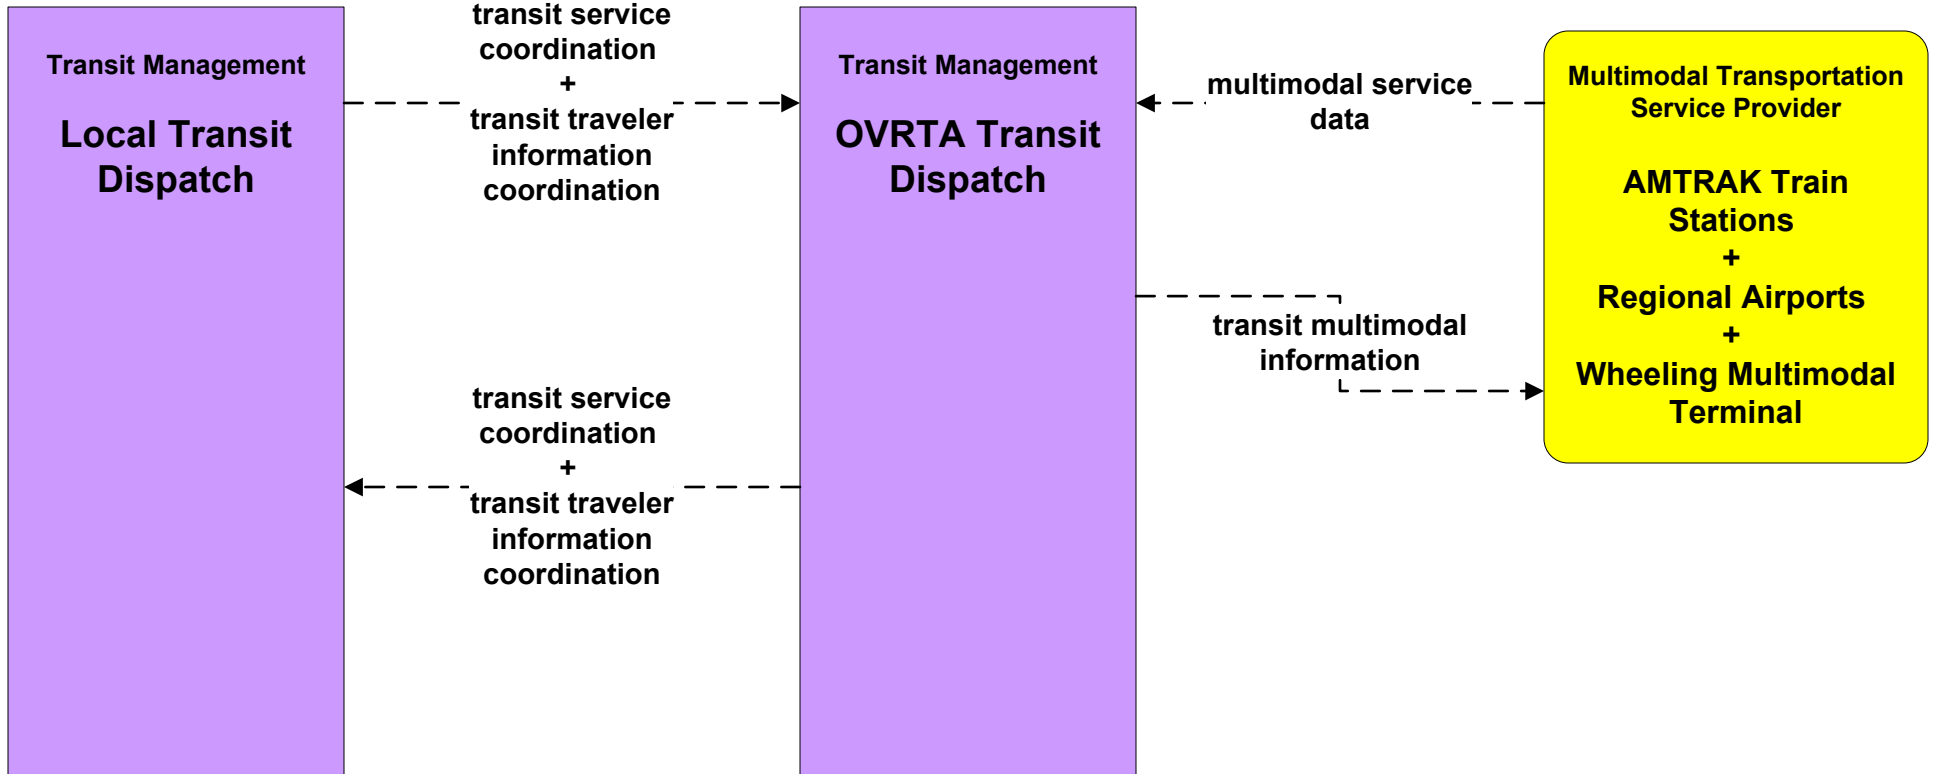 Transit Management
Local Transit
Dispatch
transit service
coordination
+
transit traveler
information
coordination
transit service
coordination
+
transit traveler
information
coordination
Transit Management
OVRTA Transit
Dispatch
multimodal service
data
transit multimodal
information
Multimodal Transportation
Service Provider
AMTRAK Train
Stations
+
Regional Airports
+
Wheeling Multimodal
Terminal